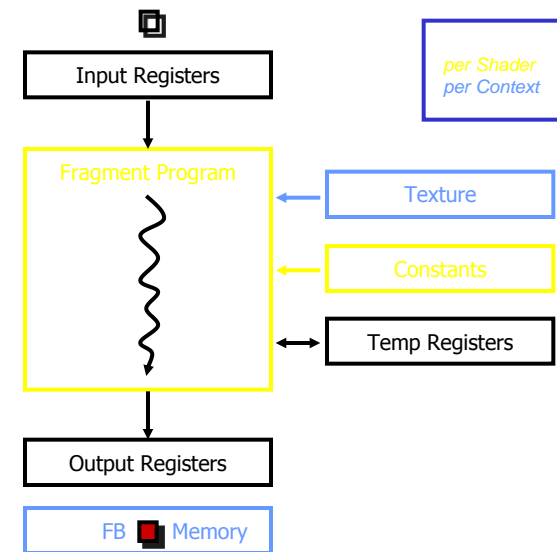 Input Registers
per Shader
per Context
Fragment Program
Texture
Constants
Temp Registers
Output Registers
FB Memory